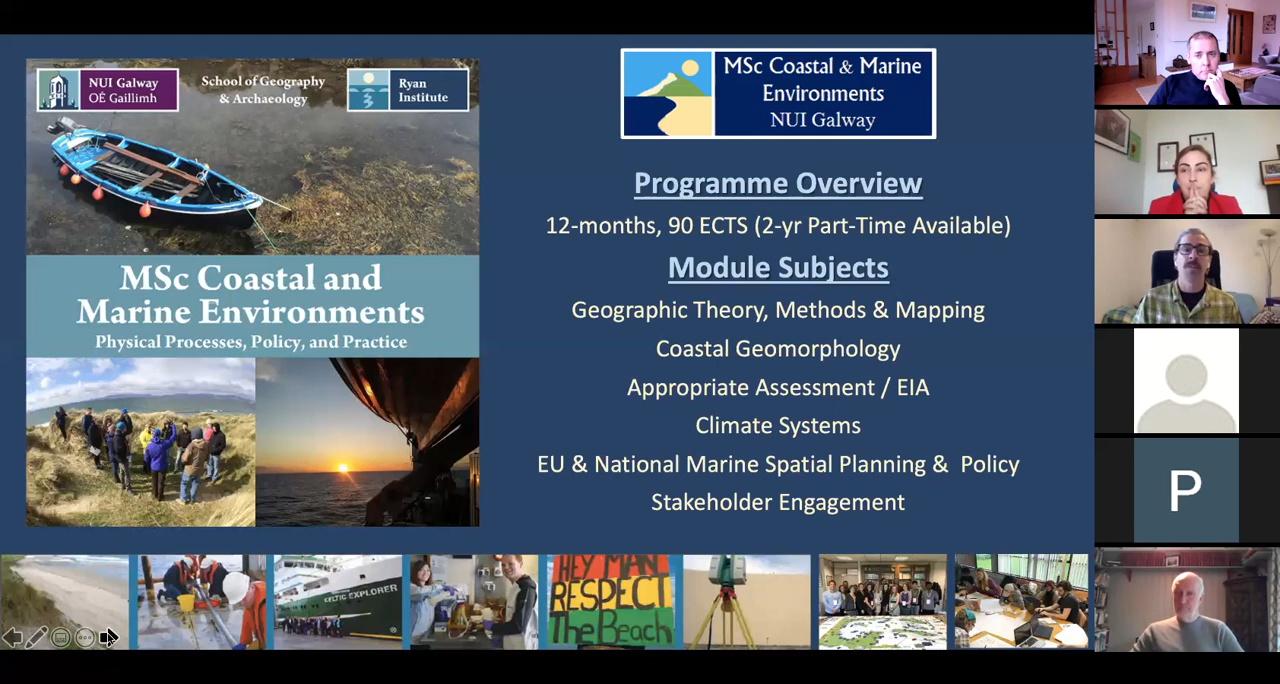 NUI Galway
OÉ Gaillimh
School of Geography
& Archaeology
Ryan
Institute
MSc Coastal and
Marine Environments
Physical Processes, Policy, and Practice
MSc Coastal & Marine
Environments
NUI Galway
Programme Overview
12-months, 90 ECTS (2-yr Part-Time Available)
Module Subjects
Geographic Theory, Methods & Mapping
Coastal Geomorphology
Appropriate Assessment / EIA
Climate Systems
EU & National Marine Spatial Planning & Policy
Stakeholder Engagement
CELTIC EXPLORER
HEY MAN
RESPECT
The Beach
P